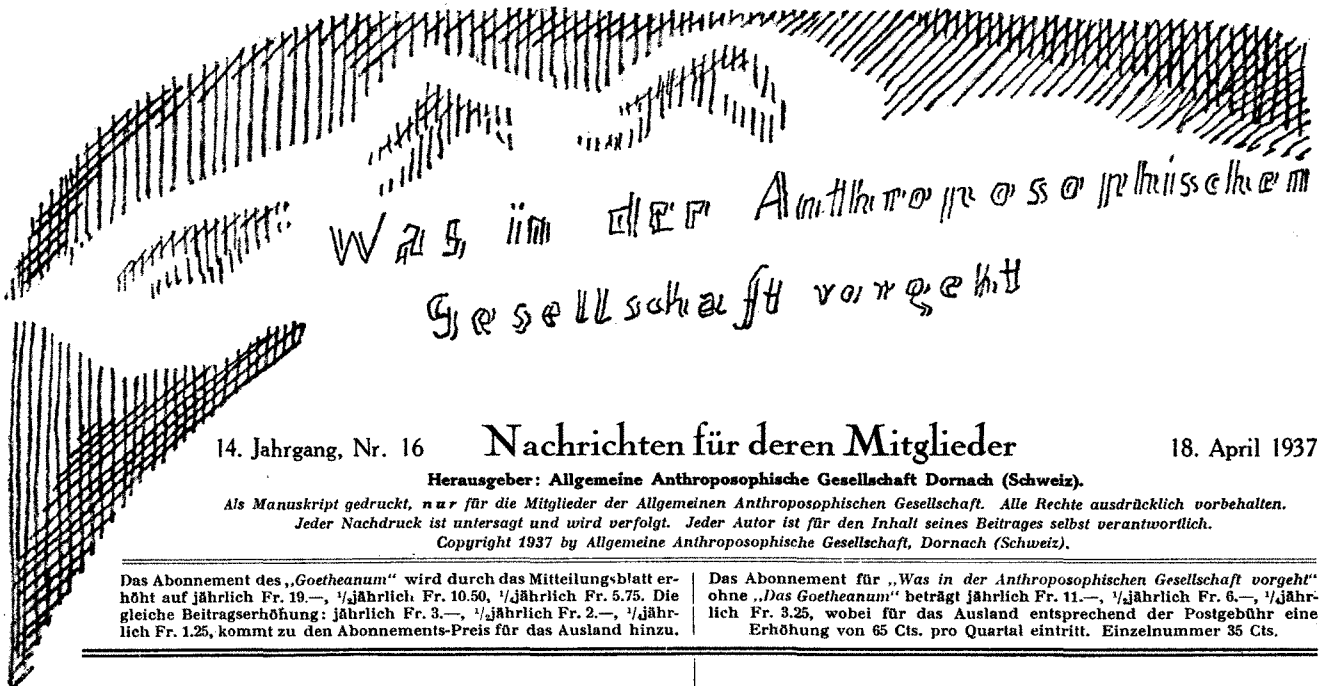 Was in der Anthroposophischen
Gesellschaft vorgeht
14. Jahrgang, Nr. 16 Nachrichten für deren Mitglieder 18. April 1937
Herausgeber: Allgemeine Anthroposophische Gesellschaft Dornach (Schweiz).
Als Manuskript gedruckt, nur für die Mitglieder der Allgemeinen Anthroposophischen Gesellschaft. Alle Rechte ausdrücklich vorbehalten.
Jeder Nachdruck ist untersagt und wird verfolgt. Jeder Autor ist für den Inhalt seines Beitrages selbst verantwortlich.
Copyright 1937 by Allgemeine Anthroposophische Gesellschaft, Dornach (Schweiz).
Das Abonnement des „Goetheanum“ wird durch das Mitteilungsblatt er-
höht auf jährlich Fr. 19.—, ½jährlich Fr. 10.50, ¼jährlich Fr. 5.75. Die
gleiche Beitragserhöhung: jährlich Fr. 3.—, ½jährlich Fr. 2.—, ¼jähr-
lich Fr. 1.25, kommt zu den Abonnements-Preis für das Ausland hinzu.
Das Abonnement für „Was in der Anthroposophischen Gesellschaft vorgeht“
ohne „Das Goetheanum“ beträgt jährlich Fr. 11.—, ½jährlich Fr. 6.—, ¼jähr-
lich Fr. 3.25, wobei für das Ausland entsprechend der Postgebühr eine
Erhöhung von 65 Cts. pro Quartal eintritt. Einzelnummer 35 Cts.